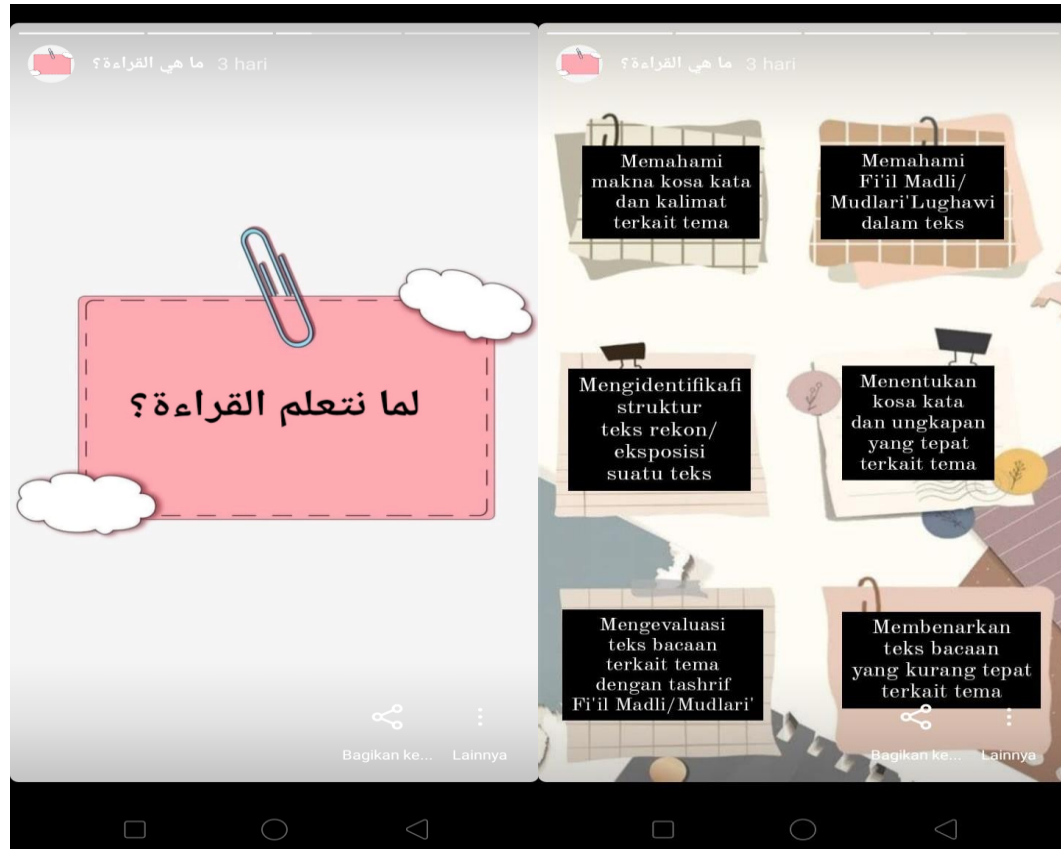 ما هي القراءة؟ 3 hari
لما نتعلم القراءة؟
Bagikan ke... Lainnya
ما هي القراءة؟ 3 hari
Memahami
makna kosa kata
dan kalimat
terkait tema
Memahami
Fi'il Madli/
Mudlari'Lughawi
dalam teks
Mengidentifikafi
struktur
teks rekon/
eksposisi
suatu teks
Menentukan
kosa kata
dan ungkapan
yang tepat
terkait tema
Mengevaluasi
teks bacaan
terkait tema
dengan tashrif
Fi'il Madli/Mudlari'
Membenarkan
teks bacaan
yang kurang tepat
terkait tema
Bagikan ke... Lainnya